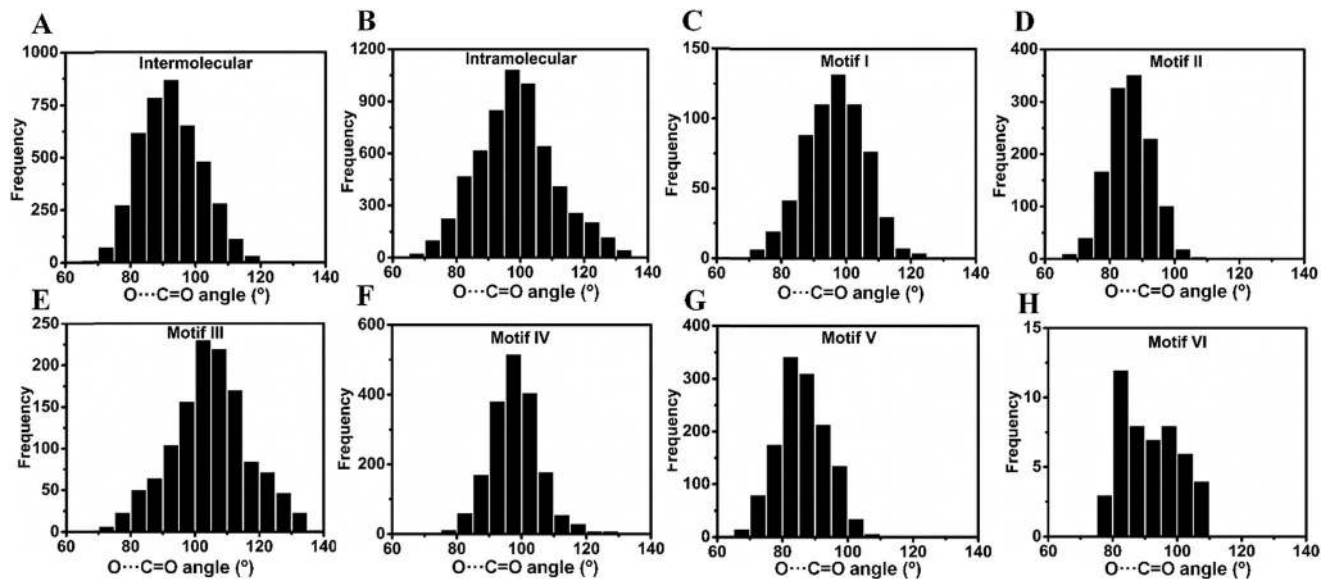 A
Intermolecular
Frequency
1000
750
500
250
0
60 80 100 120 140
O···C=O angle (º)
B
Intramolecular
Frequency
1200
900
600
300
0
60 80 100 120 140
O···C=O angle (º)
C
Motif I
Frequency
150
100
50
0
60 80 100 120 140
O···C=O angle (º)
D
Motif II
Frequency
400
300
200
100
0
60 80 100 120 140
O···C=O angle (º)
E
Motif III
Frequency
250
200
150
100
50
0
60 80 100 120 140
O···C=O angle (º)
F
Motif IV
Frequency
600
400
200
0
60 80 100 120 140
O···C=O angle (º)
G
Motif V
Frequency
400
300
200
100
0
60 80 100 120 140
O···C=O angle (º)
H
Motif VI
Frequency
15
10
5
0
60 80 100 120 140
O···C=O angle (º)